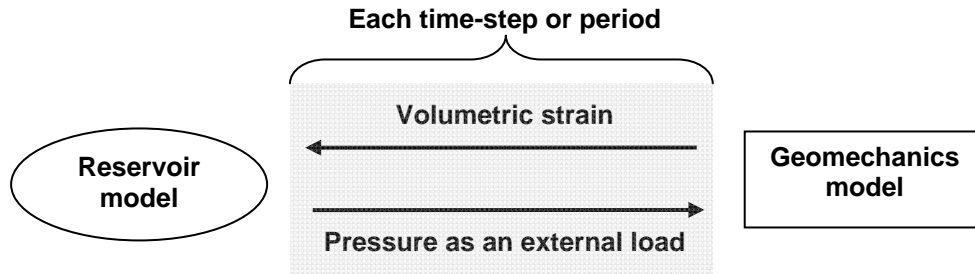 Each time-step or period
Volumetric strain
Reservoir
model
Geomechanics
model
Pressure as an external load